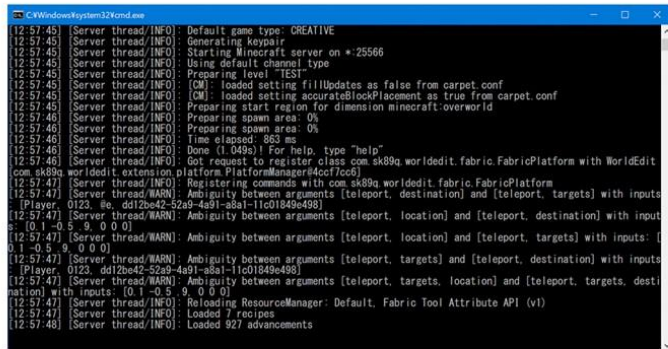 C:¥Windows¥system32¥cmd.exe
[12:57:45] [Server thread/INFO]: Default game type: CREATIVE
[12:57:45] [Server thread/INFO]: Generating keypair
[12:57:45] [Server thread/INFO]: Starting Minecraft server on *:25566
[12:57:45] [Server thread/INFO]: Using default channel type
[12:57:45] [Server thread/INFO]: Preparing level "TEST"
[12:57:45] [Server thread/INFO]: [CM]: loaded setting fillUpdates as false from carpet.conf
[12:57:45] [Server thread/INFO]: [CM]: loaded setting accurateBlockPlacement as true from carpet.conf
[12:57:45] [Server thread/INFO]: Preparing start region for dimension minecraft:overworld
[12:57:46] [Server thread/INFO]: Preparing spawn area: 0%
[12:57:46] [Server thread/INFO]: Preparing spawn area: 0%
[12:57:46] [Server thread/INFO]: Time elapsed: 863 ms
[12:57:46] [Server thread/INFO]: Done (1.049s)! For help, type "help"
[12:57:46] [Server thread/INFO]: Got request to register class com.sk89q.worldedit.fabric.FabricPlatform with WorldEdit
[com.sk89q.worldedit.extension.platform.PlatformManager@4ccf7cc6]
[12:57:47] [Server thread/INFO]: Registering commands with com.sk89q.worldedit.fabric.FabricPlatform
[12:57:47] [Server thread/WARN]: Ambiguity between arguments [teleport, destination] and [teleport, targets] with inputs
: [Player, 0123, @e, dd12be42-52a9-4a91-a8a1-11c01849e498]
[12:57:47] [Server thread/WARN]: Ambiguity between arguments [teleport, location] and [teleport, destination] with input
s: [0.1 -0.5 .9, 0 0 0]
[12:57:47] [Server thread/WARN]: Ambiguity between arguments [teleport, location] and [teleport, targets] with inputs: [
0.1 -0.5 .9, 0 0 0]
[12:57:47] [Server thread/WARN]: Ambiguity between arguments [teleport, targets] and [teleport, destination] with inputs
: [Player, 0123, dd12be42-52a9-4a91-a8a1-11c01849e498]
[12:57:47] [Server thread/WARN]: Ambiguity between arguments [teleport, targets, location] and [teleport, targets, desti
nation] with inputs: [0.1 -0.5 .9, 0 0 0]
[12:57:47] [Server thread/INFO]: Reloading ResourceManager: Default, Fabric Tool Attribute API (v1)
[12:57:47] [Server thread/INFO]: Loaded 7 recipes
[12:57:48] [Server thread/INFO]: Loaded 927 advancements